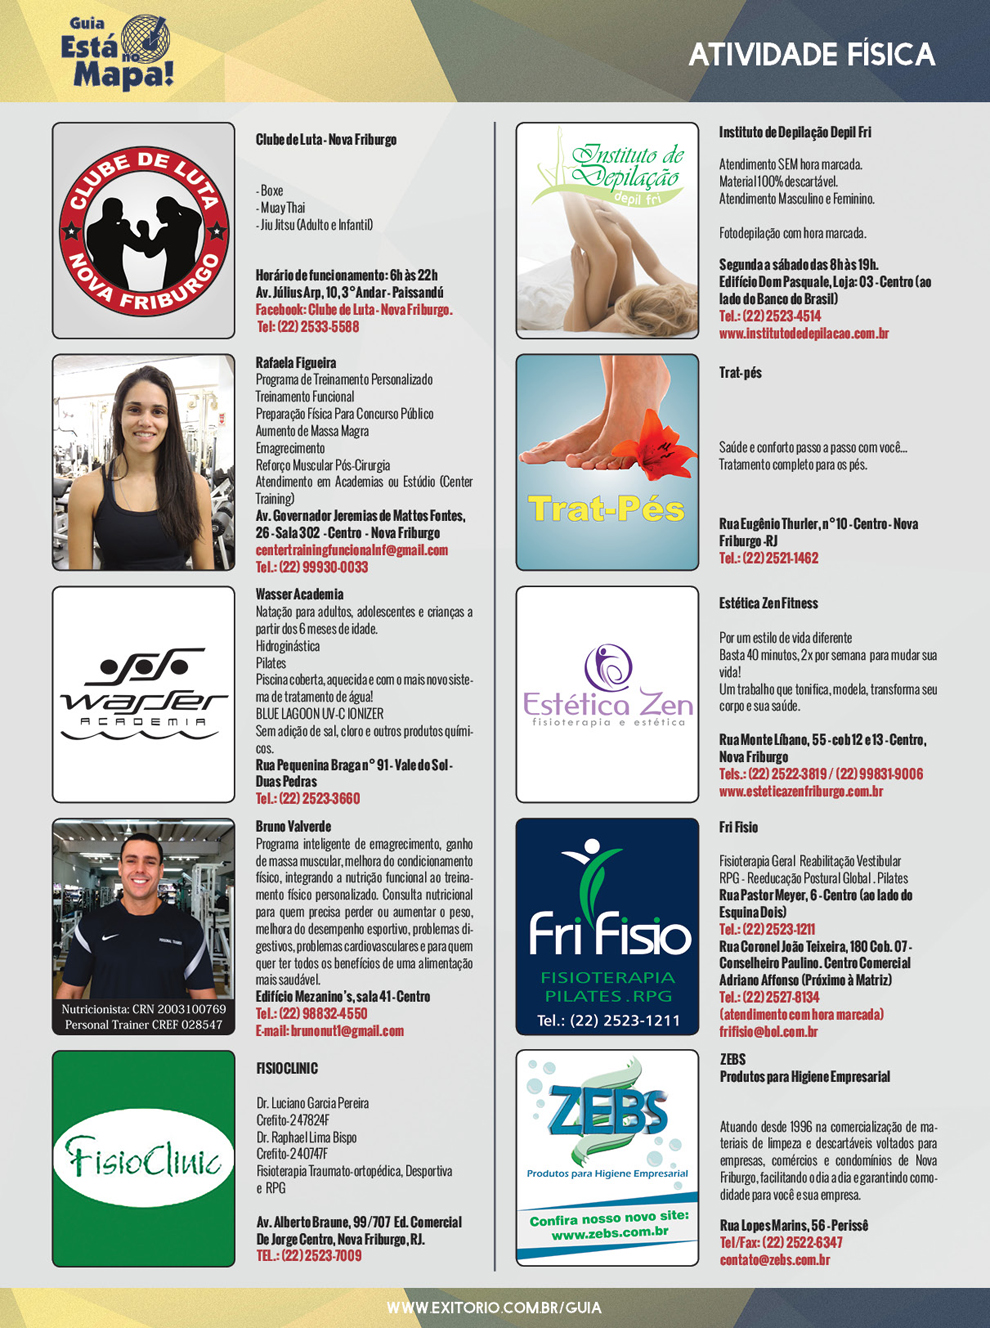 Guia
Está no
Mapa!
ATIVIDADE FÍSICA
CLUBE DE LUTA
NOVA FRIBURGO
Clube de Luta - Nova Friburgo
- Boxe
- Muay Thai
- Jiu Jitsu (Adulto e Infantil)
Horário de funcionamento: 6h às 22h
Av. Július Arp, 10, 3° Andar - Paissandú
Facebook: Clube de Luta - Nova Friburgo.
Tel: (22) 2533-5588
Rafaela Figueira
Programa de Treinamento Personalizado
Treinamento Funcional
Preparação Física Para Concurso Público
Aumento de Massa Magra
Emagrecimento
Reforço Muscular Pós-Cirurgia
Atendimento em Academias ou Estúdio (Center
Training)
Av. Governador Jeremias de Mattos Fontes,
26 - Sala 302 - Centro - Nova Friburgo
centertrainingfuncionalnf@gmail.com
Tel.: (22) 99930-0033
wasser
ACADEMIA
Wasser Academia
Natação para adultos, adolescentes e crianças a
partir dos 6 meses de idade.
Hidroginástica
Pilates
Piscina coberta, aquecida e com o mais novo siste-
ma de tratamento de água!
BLUE LAGOON UV-C IONIZER
Sem adição de sal, cloro e outros produtos quími-
cos.
Rua Pequenina Braga n° 91 - Vale do Sol -
Duas Pedras
Tel.: (22) 2523-3660
PERSONAL TRAINER
Nutricionista: CRN 2003100769
Personal Trainer CREF 028547
Bruno Valverde
Programa inteligente de emagrecimento, ganho
de massa muscular, melhora do condicionamento
físico, integrando a nutrição funcional ao treina-
mento físico personalizado. Consulta nutricional
para quem precisa perder ou aumentar o peso,
melhora do desempenho esportivo, problemas di-
gestivos, problemas cardiovasculares e para quem
quer ter todos os benefícios de uma alimentação
mais saudável.
Edifício Mezanino's, sala 41 - Centro
Tel.: (22) 98832-4550
E-mail: brunonut1@gmail.com
FisioClinic
FISIOCLINIC
Dr. Luciano Garcia Pereira
Crefito-2 47824F
Dr. Raphael Lima Bispo
Crefito-2 40747F
Fisioterapia Traumato-ortopédica, Desportiva
e RPG
Av. Alberto Braune, 99/707 Ed. Comercial
De Jorge Centro, Nova Friburgo, RJ.
TEL.: (22) 2523-7009
Instituto de
Depilação
depil fri
Instituto de Depilação Depil Fri
Atendimento SEM hora marcada.
Material 100% descartável.
Atendimento Masculino e Feminino.
Fotodepilação com hora marcada.
Segunda a sábado das 8h às 19h.
Edifício Dom Pasquale, Loja: 03 - Centro (ao
lado do Banco do Brasil)
Tel.: (22) 2523-4514
www.institutodedepilacao.com.br
Trat-Pés
Trat-pés
Saúde e conforto passo a passo com você...
Tratamento completo para os pés.
Rua Eugênio Thurler, n°10 - Centro - Nova
Friburgo -RJ
Tel.: (22) 2521-1462
Estética Zen
fisioterapia e estética
Estética Zen Fitness
Por um estilo de vida diferente
Basta 40 minutos, 2x por semana para mudar sua
vida!
Um trabalho que tonifica, modela, transforma seu
corpo e sua saúde.
Rua Monte Líbano, 55 - cob 12 e 13 - Centro,
Nova Friburgo
Tels.: (22) 2522-3819 / (22) 99831-9006
www.esteticazenfriburgo.com.br
Fri Fisio
FISIOTERAPIA
PILATES . RPG
Tel.: (22) 2523-1211
Fri Fisio
Fisioterapia Geral Reabilitação Vestibular
RPG - Reeducação Postural Global . Pilates
Rua Pastor Meyer, 6 - Centro (ao lado do
Esquina Dois)
Tel.: (22) 2523-1211
Rua Coronel João Teixeira, 180 Cob. 07 -
Conselheiro Paulino. Centro Comercial
Adriano Affonso (Próximo à Matriz)
Tel.: (22) 2527-8134
(atendimento com hora marcada)
frifisio@bol.com.br
ZEBS
Produtos para Higiene Empresarial
Confira nosso novo site:
www.zebs.com.br
ZEBS
Produtos para Higiene Empresarial
Atuando desde 1996 na comercialização de ma-
teriais de limpeza e descartáveis voltados para
empresas, comércios e condomínios de Nova
Friburgo, facilitando o dia a dia e garantindo como-
didade para você e sua empresa.
Rua Lopes Marins, 56 - Perissê
Tel/Fax: (22) 2522-6347
contato@zebs.com.br
WWW.EXITORIO.COM.BR/GUIA